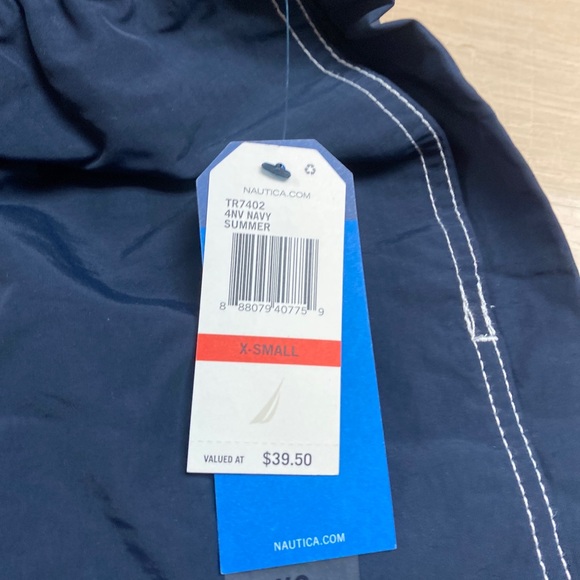 NAUTICA.COM
TR7402
4NV NAVY
SUMMER
8 88079 40775 9
X-SMALL
VALUED AT $39.50
NAUTICA.COM